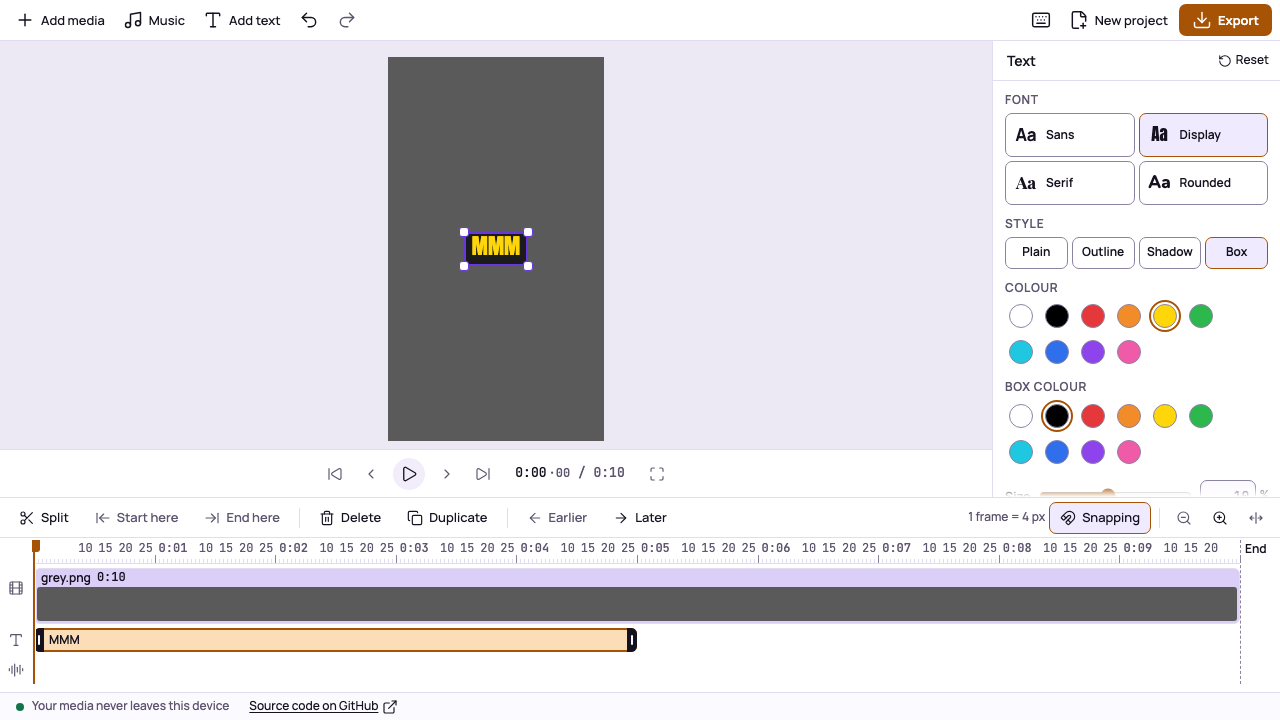 Add media Music Add text New project Export
Text Reset
FONT
Aa Sans Aa Display
Aa Serif Aa Rounded
STYLE
Plain Outline Shadow Box
COLOUR
BOX COLOUR
MMM
0:00·00 / 0:10
Split Start here End here Delete Duplicate Earlier Later 1 frame = 4 px Snapping
10 15 20 25 0:01 10 15 20 25 0:02 10 15 20 25 0:03 10 15 20 25 0:04 10 15 20 25 0:05 10 15 20 25 0:06 10 15 20 25 0:07 10 15 20 25 0:08 10 15 20 25 0:09 10 15 20 End
grey.png 0:10
MMM
Your media never leaves this device Source code on GitHub